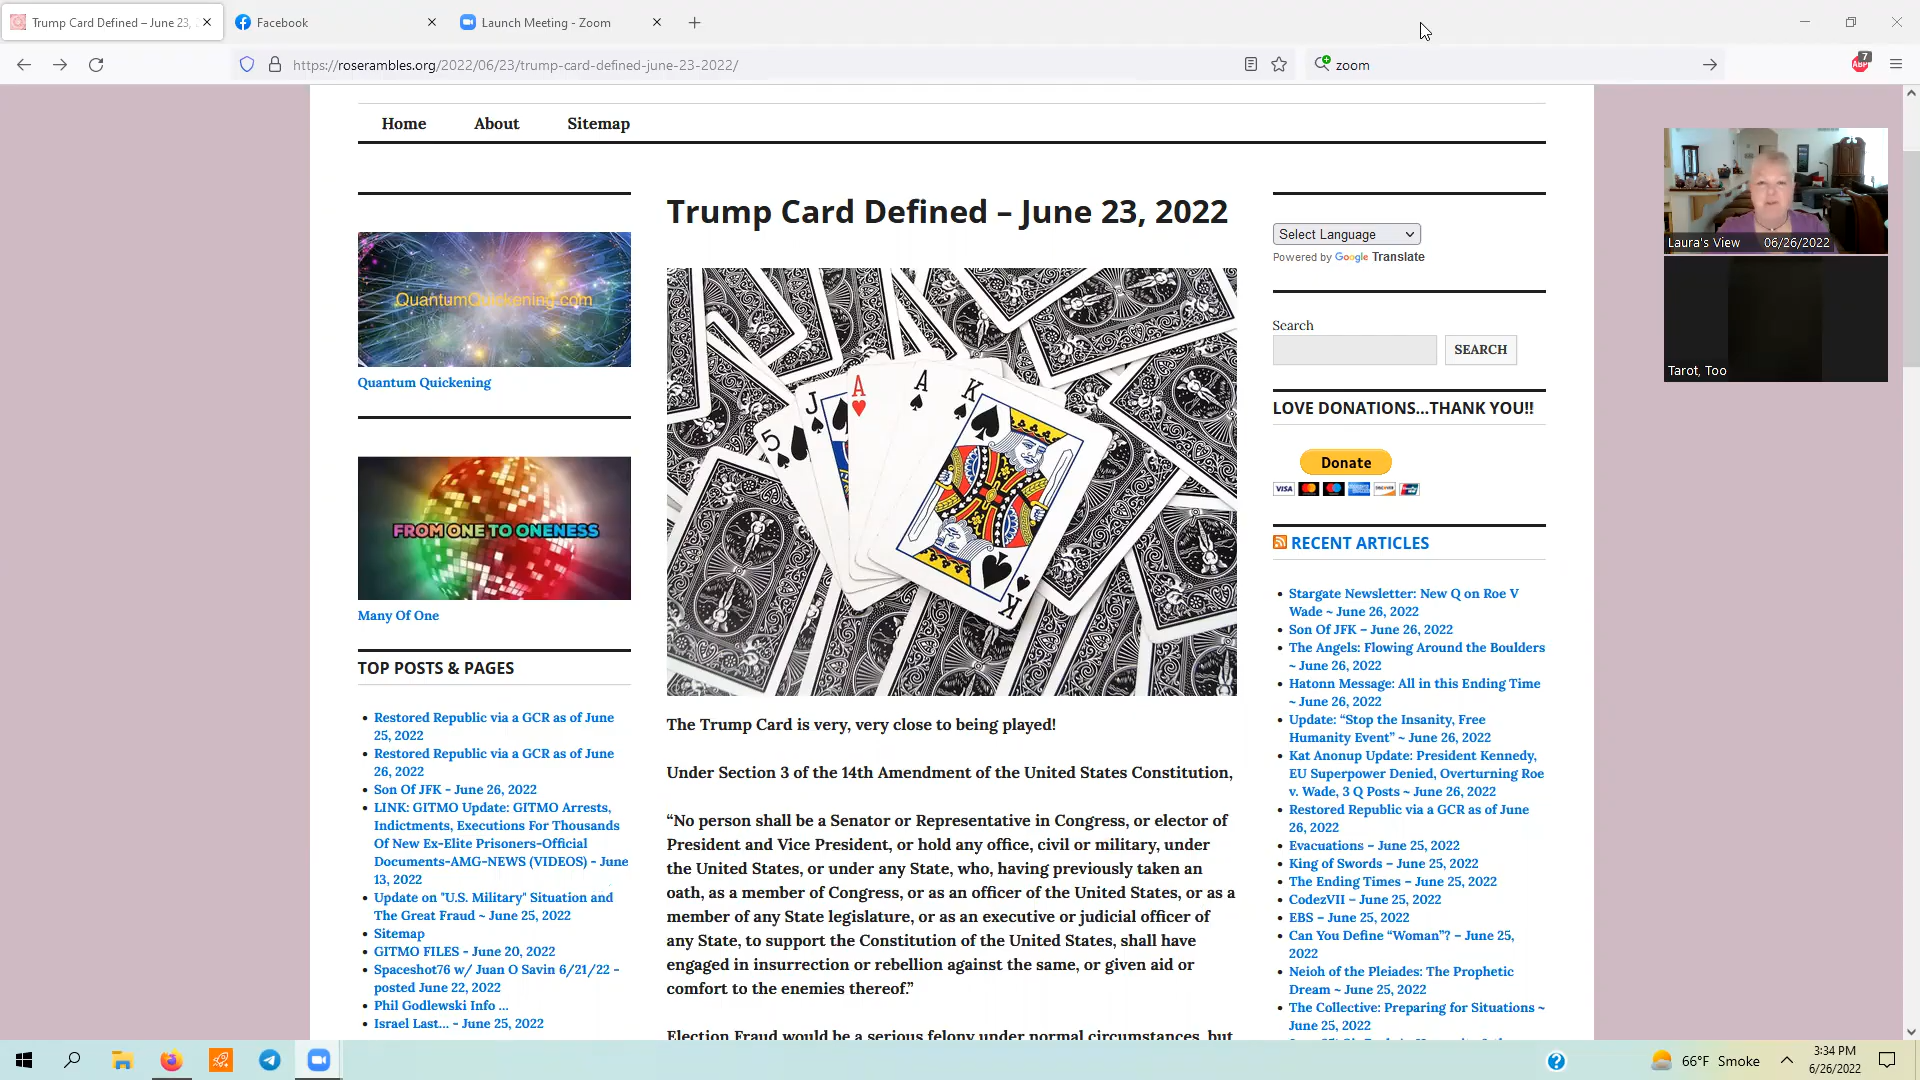 Trump Card Defined – June 23,
Facebook
Launch Meeting - Zoom
https://roserambles.org/2022/06/23/trump-card-defined-june-23-2022/
zoom
ABP
7
Home
About
Sitemap
QuantumQuickening.com
Quantum Quickening
FROM ONE TO ONENESS
Many Of One
TOP POSTS & PAGES
Restored Republic via a GCR as of June
25, 2022
Restored Republic via a GCR as of June
26, 2022
Son Of JFK - June 26, 2022
LINK: GITMO Update: GITMO Arrests,
Indictments, Executions For Thousands
Of New Ex-Elite Prisoners-Official
Documents-AMG-NEWS (VIDEOS) - June
13, 2022
Update on "U.S. Military" Situation and
The Great Fraud ~ June 25, 2022
Sitemap
GITMO FILES - June 20, 2022
Spaceshot76 w/ Juan O Savin 6/21/22 -
posted June 22, 2022
Phil Godlewski Info ...
Israel Last... - June 25, 2022
Trump Card Defined – June 23, 2022
5
J
A
A
K
K
The Trump Card is very, very close to being played!
Under Section 3 of the 14th Amendment of the United States Constitution,
“No person shall be a Senator or Representative in Congress, or elector of
President and Vice President, or hold any office, civil or military, under
the United States, or under any State, who, having previously taken an
oath, as a member of Congress, or as an officer of the United States, or as a
member of any State legislature, or as an executive or judicial officer of
any State, to support the Constitution of the United States, shall have
engaged in insurrection or rebellion against the same, or given aid or
comfort to the enemies thereof.”
Election Fraud would be a serious felony under normal circumstances, but
Select Language
Powered by Google Translate
Search
SEARCH
LOVE DONATIONS...THANK YOU!!
Donate
VISA
RECENT ARTICLES
Stargate Newsletter: New Q on Roe V
Wade ~ June 26, 2022
Son Of JFK – June 26, 2022
The Angels: Flowing Around the Boulders
~ June 26, 2022
Hatonn Message: All in this Ending Time
~ June 26, 2022
Update: “Stop the Insanity, Free
Humanity Event” ~ June 26, 2022
Kat Anonup Update: President Kennedy,
EU Superpower Denied, Overturning Roe
v. Wade, 3 Q Posts ~ June 26, 2022
Restored Republic via a GCR as of June
26, 2022
Evacuations – June 25, 2022
King of Swords – June 25, 2022
The Ending Times – June 25, 2022
CodezVII – June 25, 2022
EBS – June 25, 2022
Can You Define “Woman”? – June 25,
2022
Neioh of the Pleiades: The Prophetic
Dream ~ June 25, 2022
The Collective: Preparing for Situations ~
June 25, 2022
Laura's View 06/26/2022
Tarot, Too
66°F Smoke
3:34 PM
6/26/2022